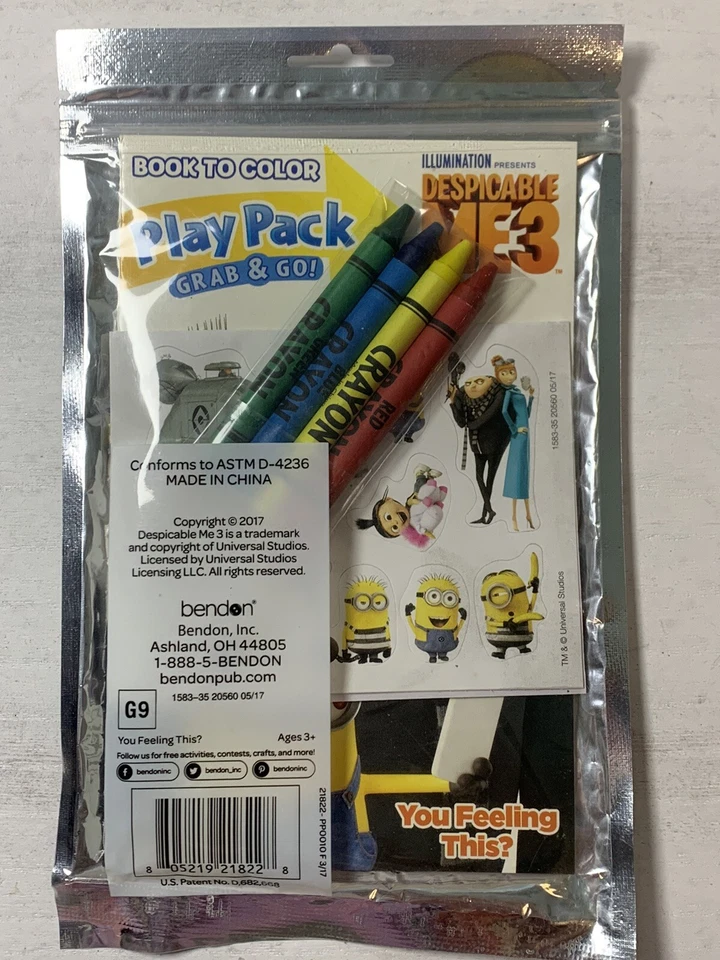 BOOK TO COLOR
Play Pack
GRAB & GO!
ILLUMINATION PRESENTS
DESPICABLE
ME3
TM
CRAYON
CRAYON
BLUE
CRAYON
CRAYON
RED
1583-35 20560 05/17
TM & © Universal Studios
Conforms to ASTM D-4236
MADE IN CHINA
Copyright © 2017
Despicable Me 3 is a trademark
and copyright of Universal Studios.
Licensed by Universal Studios
Licensing LLC. All rights reserved.
bendon®
Bendon, Inc.
Ashland, OH 44805
1-888-5-BENDON
bendonpub.com
1583–35 20560 05/17
G9
You Feeling This? Ages 3+
Follow us for free activities, contests, crafts, and more!
bendoninc bendon_inc bendoninc
21822- PP0010 F 3/17
8 05219 21822 8
U.S. Patent No. D,682,668
You Feeling
This?